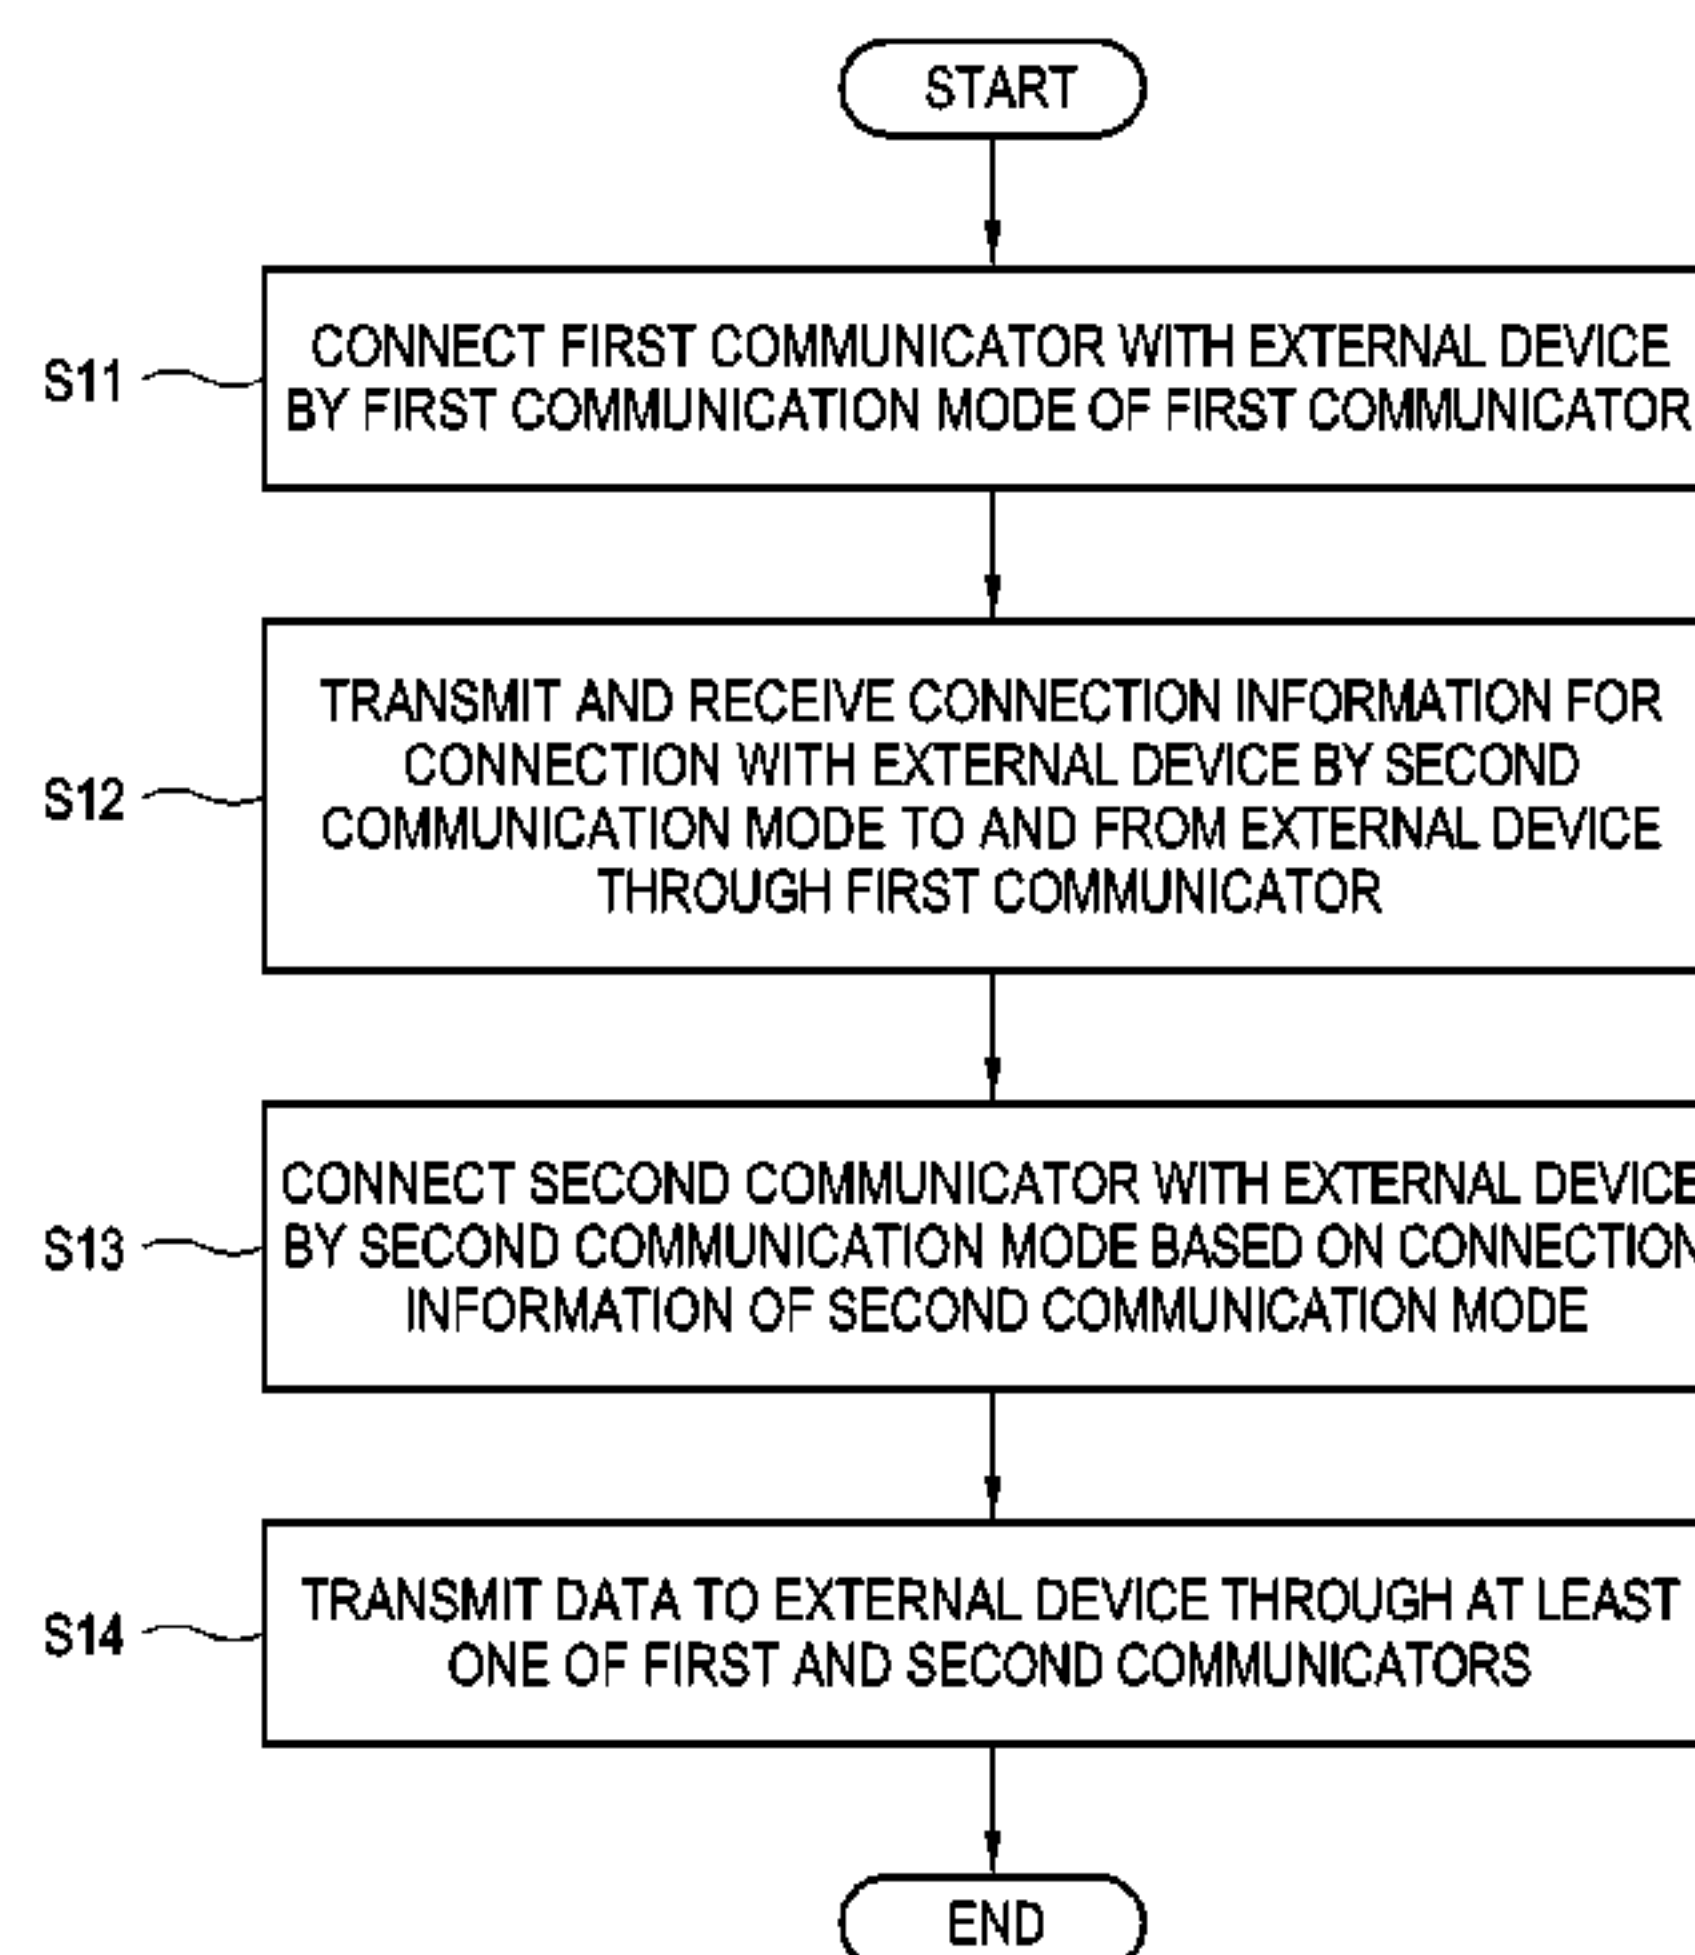 START
S11
CONNECT FIRST COMMUNICATOR WITH EXTERNAL DEVICE
BY FIRST COMMUNICATION MODE OF FIRST COMMUNICATOR
S12
TRANSMIT AND RECEIVE CONNECTION INFORMATION FOR
CONNECTION WITH EXTERNAL DEVICE BY SECOND
COMMUNICATION MODE TO AND FROM EXTERNAL DEVICE
THROUGH FIRST COMMUNICATOR
S13
CONNECT SECOND COMMUNICATOR WITH EXTERNAL DEVICE
BY SECOND COMMUNICATION MODE BASED ON CONNECTION
INFORMATION OF SECOND COMMUNICATION MODE
S14
TRANSMIT DATA TO EXTERNAL DEVICE THROUGH AT LEAST
ONE OF FIRST AND SECOND COMMUNICATORS
END